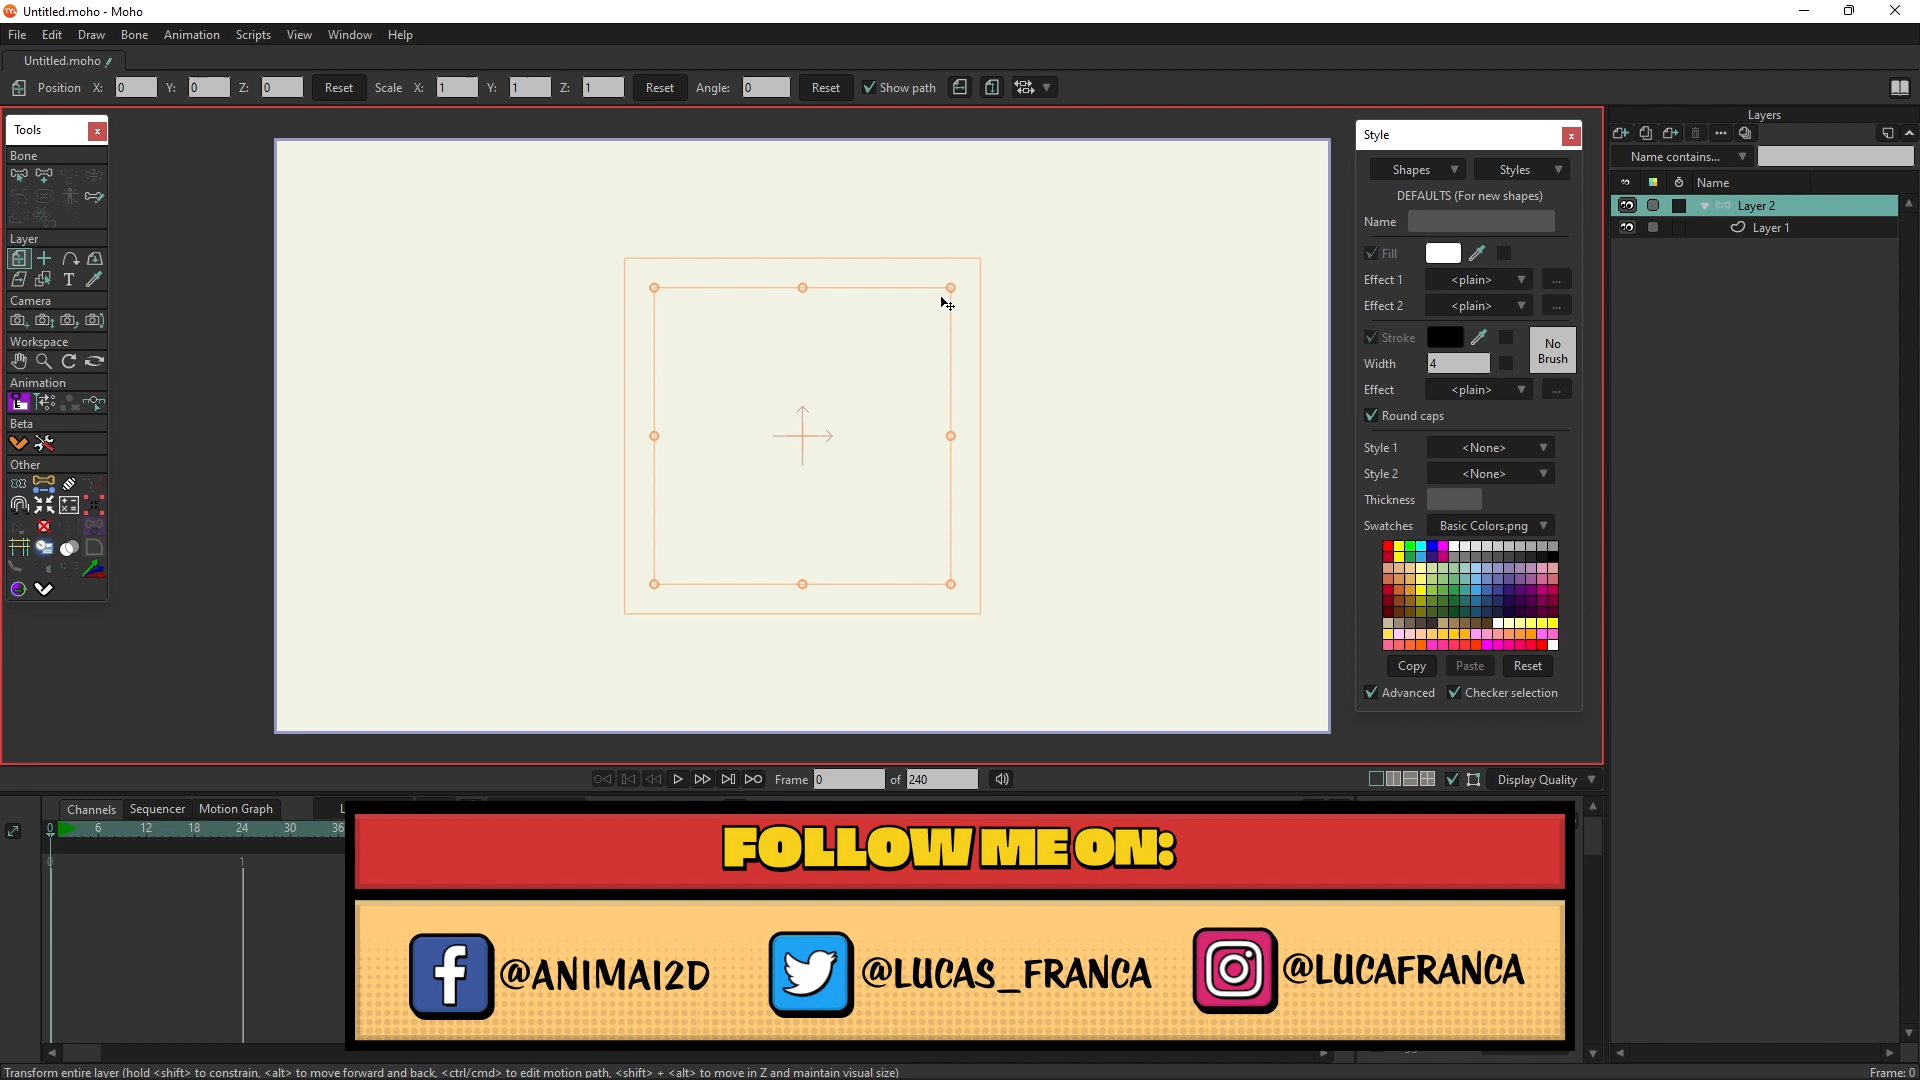 Untitled.moho - Moho
File Edit Draw Bone Animation Scripts View Window Help
Untitled.moho
Position X: 0 Y: 0 Z: 0 Reset Scale X: 1 Y: 1 Z: 1 Reset Angle: 0 Reset Show path
Tools
Bone
Layer
T
Camera
Workspace
Animation
Beta
Other
Style
Shapes Styles
DEFAULTS (For new shapes)
Name
Fill
Effect 1 <plain> ...
Effect 2 <plain> ...
Stroke
No Brush
Width 4
Effect <plain> ...
Round caps
Style 1 <None>
Style 2 <None>
Thickness
Swatches Basic Colors.png
Copy Paste Reset
Advanced Checker selection
Layers
Name contains...
Name
Layer 2
Layer 1
Frame 0 of 240
Display Quality
Channels Sequencer Motion Graph
0 6 12 18 24 30 36
0 1
FOLLOW ME ON:
@ANIMAI2D @LUCAS_FRANCA @LUCAFRANCA
Transform entire layer (hold <shift> to constrain, <alt> to move forward and back, <ctrl/cmd> to edit motion path, <shift> + <alt> to move in Z and maintain visual size)
Frame: 0